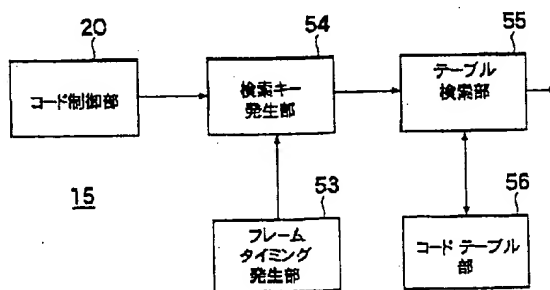 20
コード制御部
54
検索キー
発生部
55
テーブル
検索部
15
53
フレーム
タイミング
発生部
56
コード テーブル
部